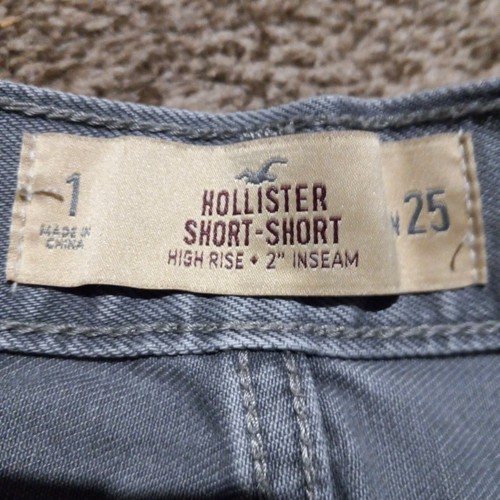 1
MADE IN
CHINA
HOLLISTER
SHORT-SHORT
HIGH RISE • 2" INSEAM
25